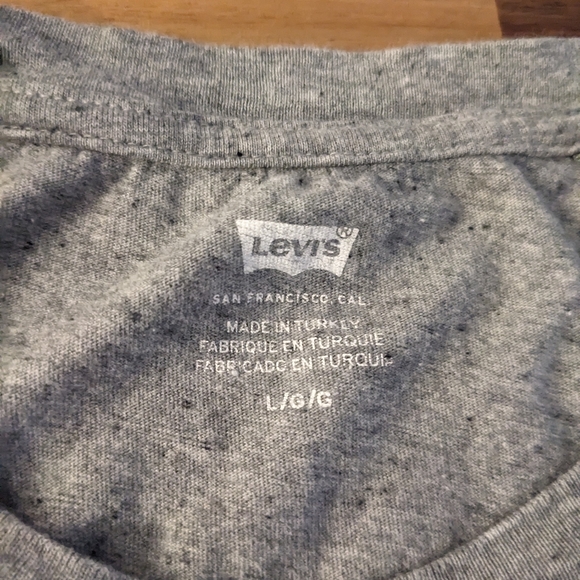 Levi's®
SAN FRANCISCO, CAL.
MADE IN TURKEY
FABRIQUE EN TURQUIE
FABRICADO EN TURQUIA
L/G/G